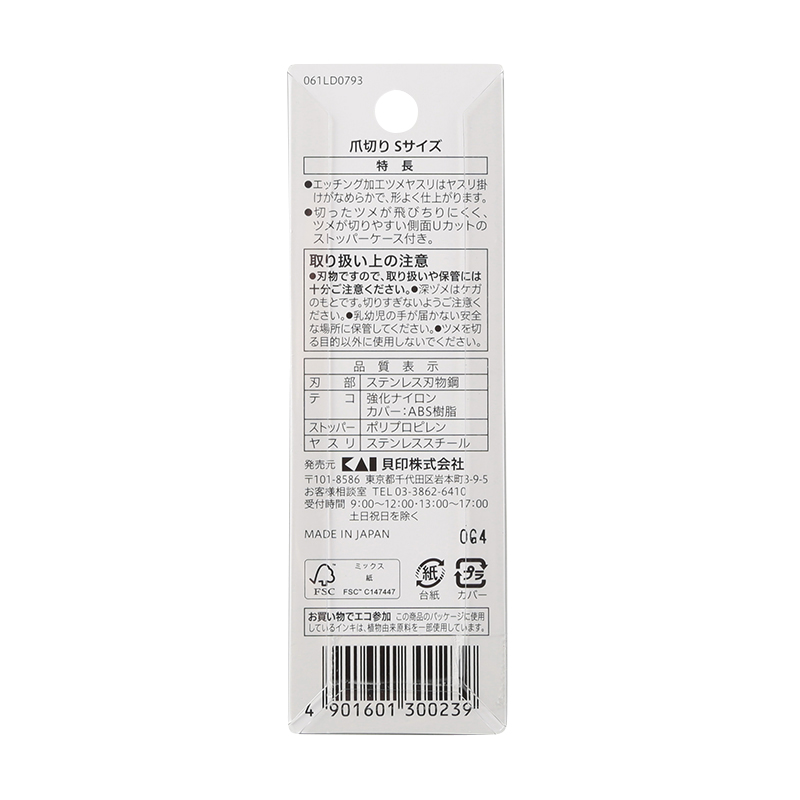 061LD0793
爪切り Sサイズ
特長
●エッチング加工ツメヤスリはヤスリ掛
けがなめらかで、形よく仕上がります。
●切ったツメが飛びちりにくく、
ツメが切りやすい側面Uカットの
ストッパーケース付き。
取り扱い上の注意
●刃物ですので、取り扱いや保管には
十分ご注意ください。●深ヅメはケガ
のもとです。切りすぎないようご注意く
ださい。●乳幼児の手が届かない安全
な場所に保管してください。●ツメを切
る目的以外に使用しないでください。
品質表示
刃部 ステンレス刃物鋼
テコ 強化ナイロン
カバー：ABS樹脂
ストッパー ポリプロピレン
ヤスリ ステンレススチール
発売元 KAI 貝印株式会社
〒101-8586 東京都千代田区岩本町3-9-5
お客様相談室 TEL 03-3862-6410
受付時間 9:00〜12:00・13:00〜17:00
土日祝日を除く
MADE IN JAPAN 0G4
ミックス
紙
FSC FSC™ C147447
紙 プラ
台紙 カバー
お買い物でエコ参加 この商品のパッケージに使用
しているインキは、植物由来原料を一部使用しています。
4 901601 300239